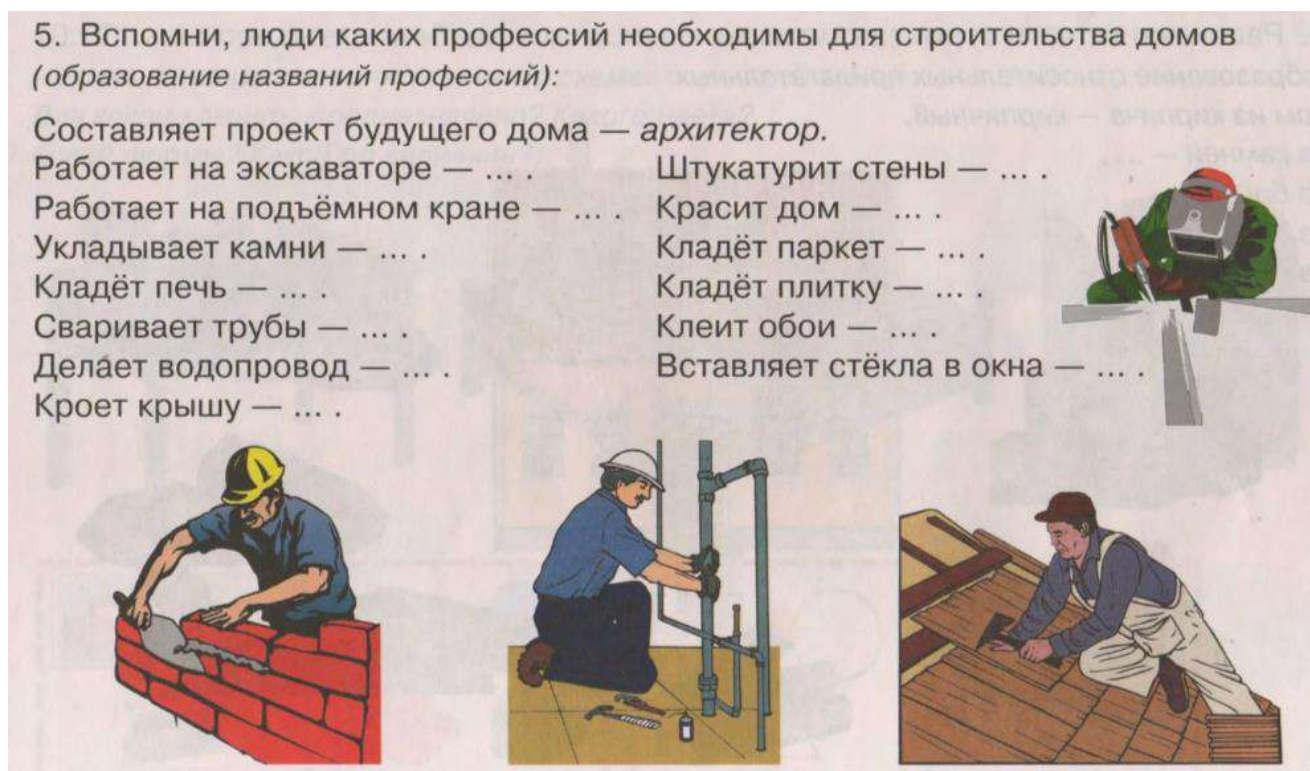 5. Вспомни, люди каких профессий необходимы для строительства домов
(образование названий профессий):
Составляет проект будущего дома — архитектор.
Работает на экскаваторе — ... .
Работает на подъёмном кране — ... .
Укладывает камни — ... .
Кладёт печь — ... .
Сваривает трубы — ... .
Делает водопровод — ... .
Кроет крышу — ... .
Штукатурит стены — ... .
Красит дом — ... .
Кладёт паркет — ... .
Кладёт плитку — ... .
Клеит обои — ... .
Вставляет стёкла в окна — ... .